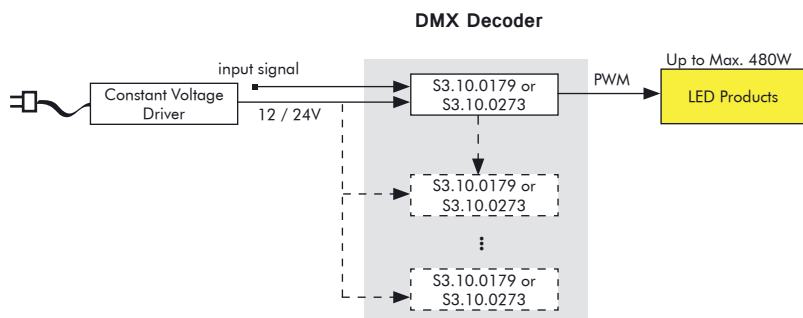 DMX Decoder
input signal
Constant Voltage
Driver
12 / 24V
S3.10.0179 or
S3.10.0273
PWM
Up to Max. 480W
LED Products
S3.10.0179 or
S3.10.0273
S3.10.0179 or
S3.10.0273